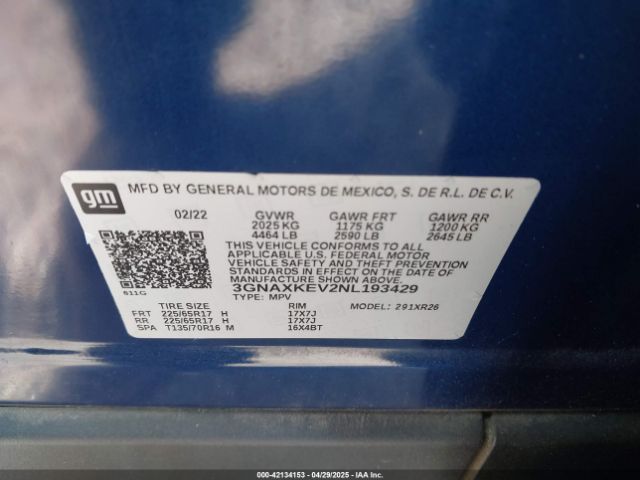 gm
MFD BY GENERAL MOTORS DE MEXICO, S. DE R.L. DE C.V.
02/22 GVWR GAWR FRT GAWR RR
2025 KG 1175 KG 1200 KG
4464 LB 2590 LB 2645 LB
THIS VEHICLE CONFORMS TO ALL
APPLICABLE U.S. FEDERAL MOTOR
VEHICLE SAFETY AND THEFT PREVENTION
STANDARDS IN EFFECT ON THE DATE OF
MANUFACTURE SHOWN ABOVE.
611G 3GNAXKEV2NL193429
TYPE: MPV MODEL: 291XR26
TIRE SIZE RIM
FRT 225/65R17 H 17X7J
RR 225/65R17 H 17X7J
SPA T135/70R16 M 16X4BT
000-42134153 - 04/29/2025 - IAA Inc.